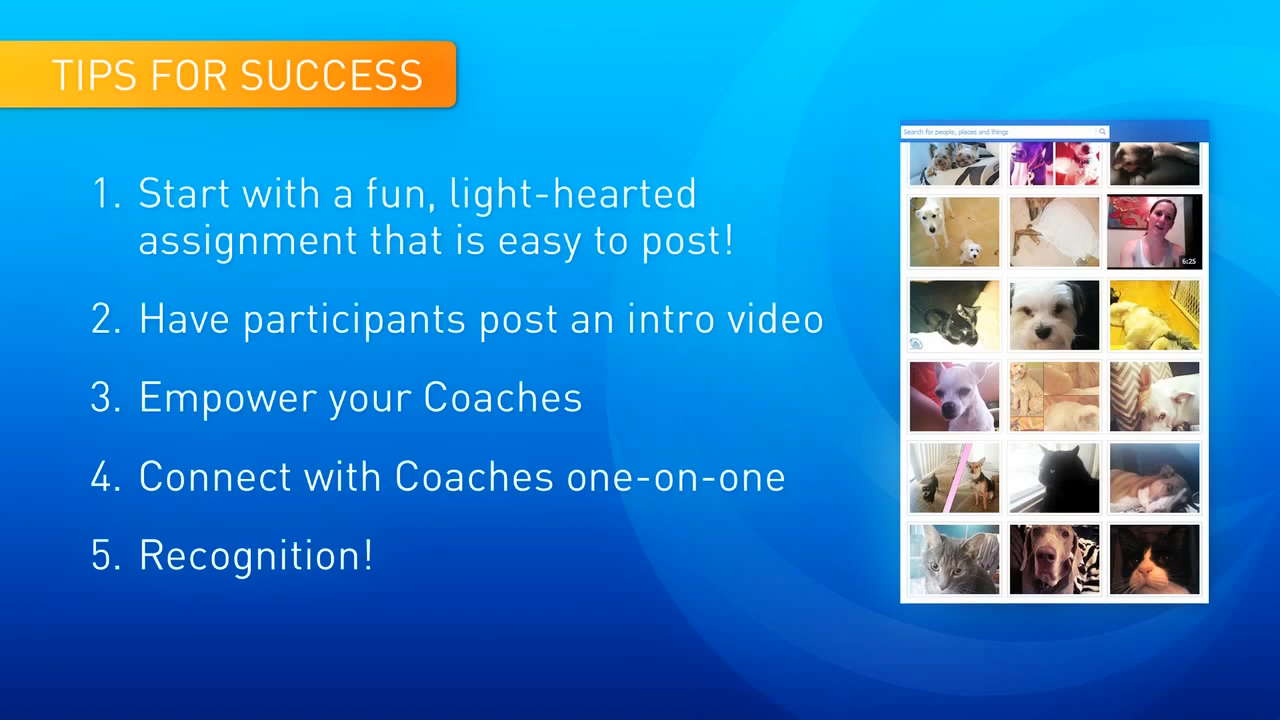 TIPS FOR SUCCESS
Search for people, places and things
1. Start with a fun, light-hearted
assignment that is easy to post!
6:25
2. Have participants post an intro video
3. Empower your Coaches
4. Connect with Coaches one-on-one
5. Recognition!